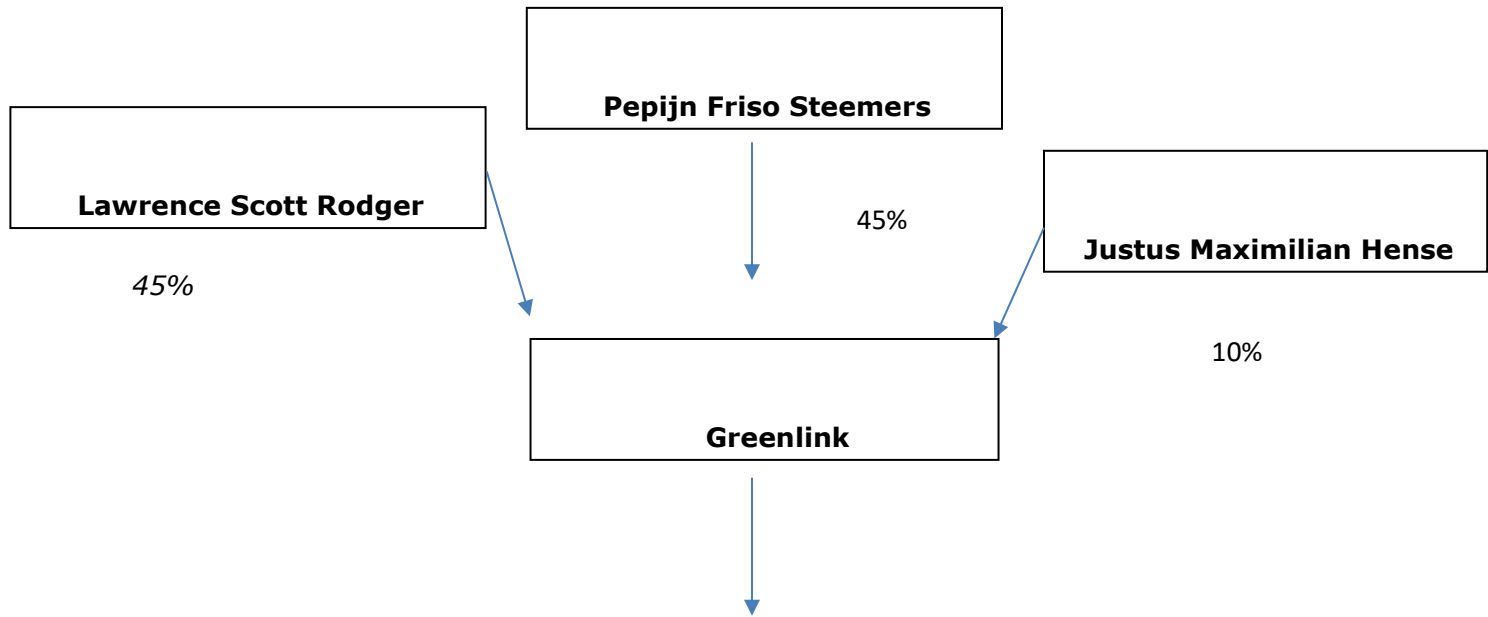 Pepijn Friso Steemers
Lawrence Scott Rodger
45%
Justus Maximilian Hense
45%
10%
Greenlink